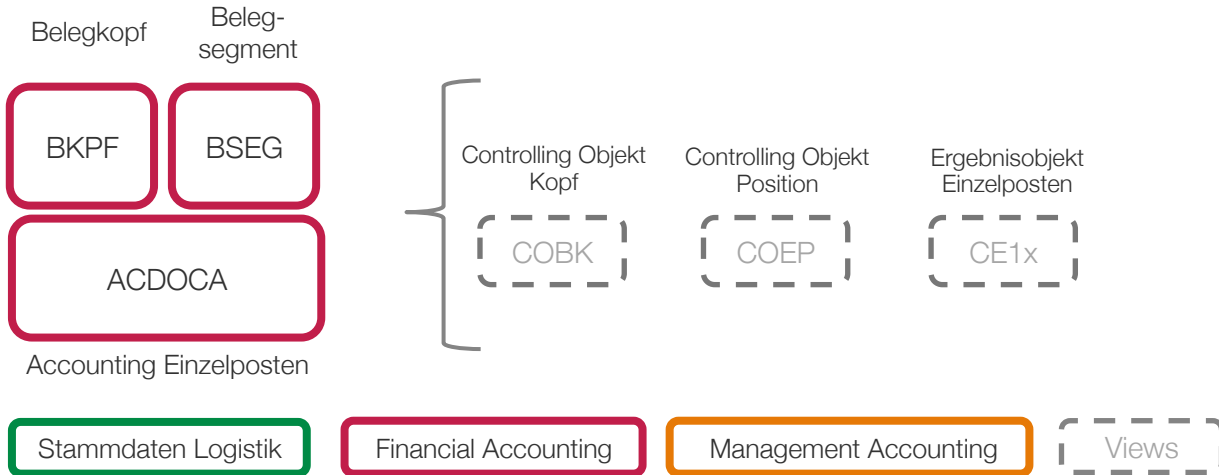 Belegkopf
Beleg-
segment
BKPF
BSEG
ACDOCA
Accounting Einzelposten
Controlling Objekt
Kopf
COBK
Controlling Objekt
Position
COEP
Ergebnisobjekt
Einzelposten
CE1x
Stammdaten Logistik
Financial Accounting
Management Accounting
Views